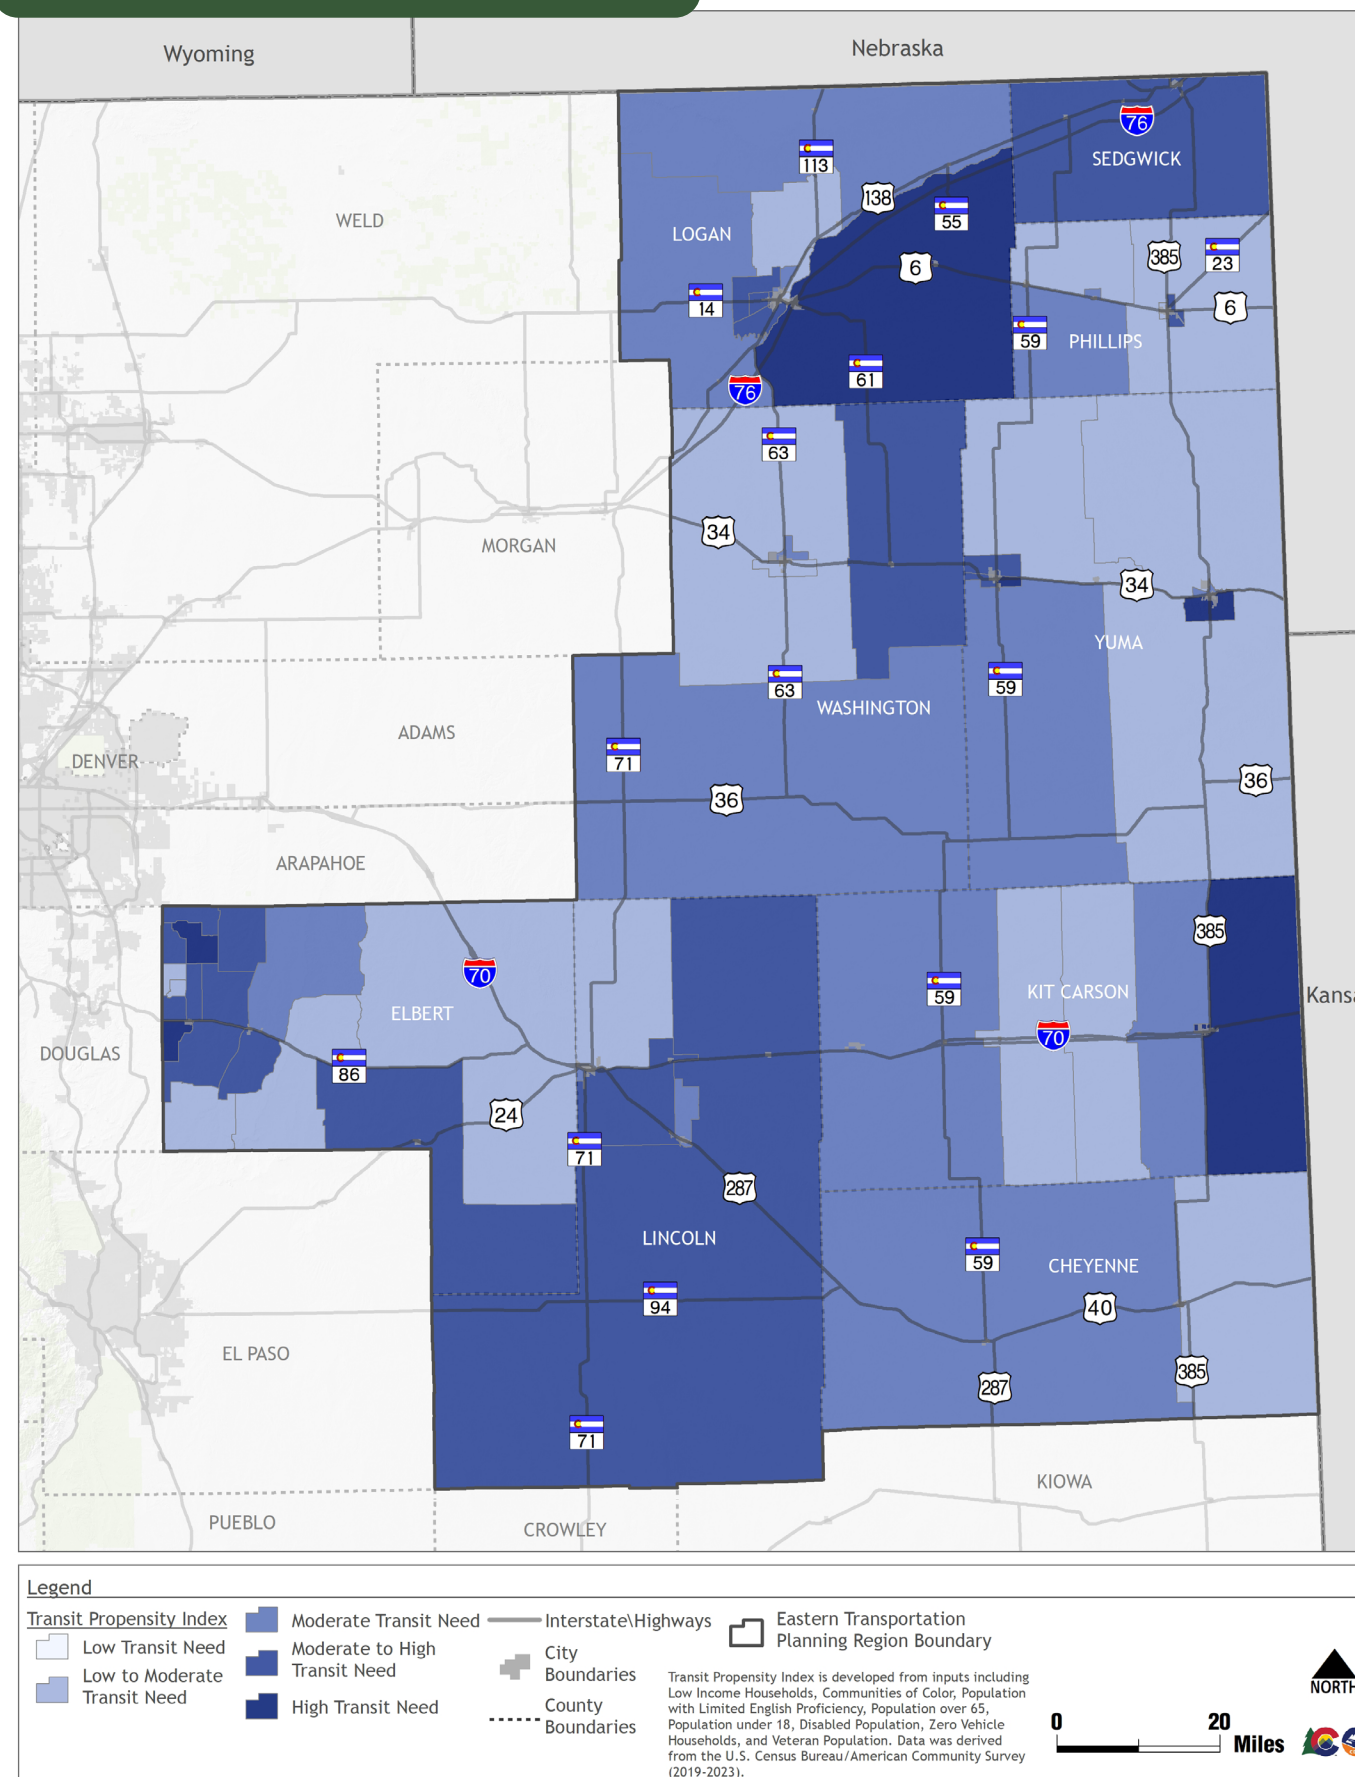 Wyoming
Nebraska
76
SEDGWICK
113
138
55
WELD
LOGAN
385
23
6
14
6
59
PHILLIPS
61
76
63
34
MORGAN
34
YUMA
63
59
WASHINGTON
ADAMS
71
DENVER
36
36
ARAPAHOE
385
70
59
KIT CARSON
Kansa
ELBERT
70
DOUGLAS
86
24
71
287
LINCOLN
59
CHEYENNE
94
40
EL PASO
385
287
71
KIOWA
PUEBLO
CROWLEY
Legend
Transit Propensity Index
Low Transit Need
Low to Moderate
Transit Need
Moderate Transit Need
Moderate to High
Transit Need
High Transit Need
Interstate\Highways
City
Boundaries
County
Boundaries
Eastern Transportation
Planning Region Boundary
Transit Propensity Index is developed from inputs including
Low Income Households, Communities of Color, Population
with Limited English Proficiency, Population over 65,
Population under 18, Disabled Population, Zero Vehicle
Households, and Veteran Population. Data was derived
from the U.S. Census Bureau/American Community Survey
(2019-2023).
0 20
Miles
NORTH